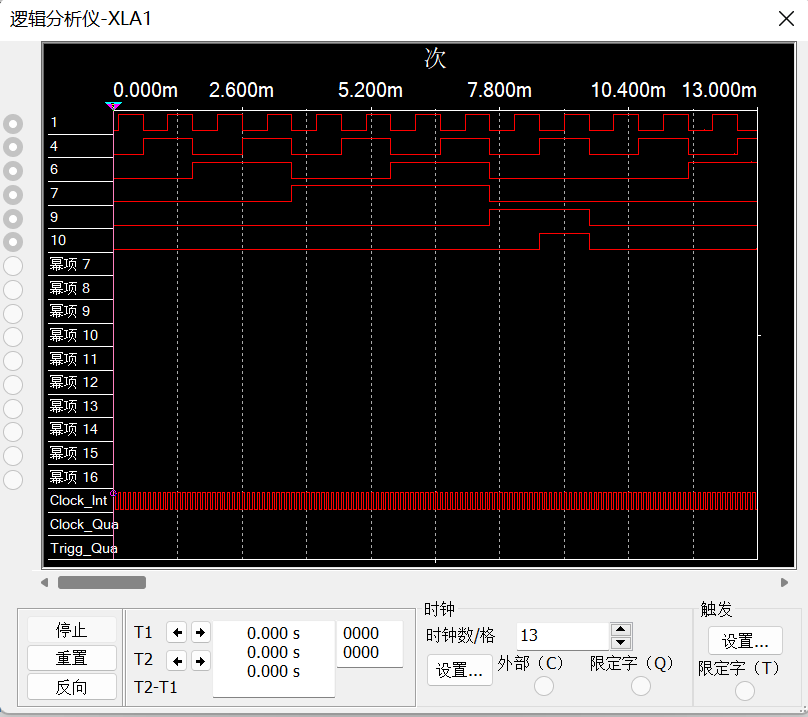 逻辑分析仪-XLA1
次
0.000m 2.600m 5.200m 7.800m 10.400m 13.000m
1
4
6
7
9
10
幂项 7
幂项 8
幂项 9
幂项 10
幂项 11
幂项 12
幂项 13
幂项 14
幂项 15
幂项 16
Clock_Int
Clock_Qua
Trigg_Qua
停止
重置
反向
T1 0.000 s 0000
T2 0.000 s 0000
T2-T1 0.000 s
时钟
时钟数/格 13
设置... 外部（C） 限定字（Q）
触发
设置...
限定字（T）